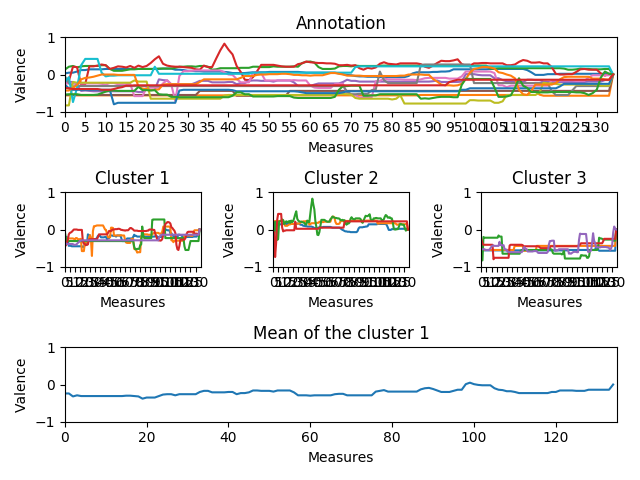 Annotation
1
0
-1
Valence
0 5 10 15 20 25 30 35 40 45 50 55 60 65 70 75 80 85 90 95 100 105 110 115 120 125 130
Measures
Cluster 1 Cluster 2 Cluster 3
1 1 1
0 0 0
-1 -1 -1
Valence Valence Valence
Measures Measures Measures
Mean of the cluster 1
1
0
-1
Valence
0 20 40 60 80 100 120
Measures